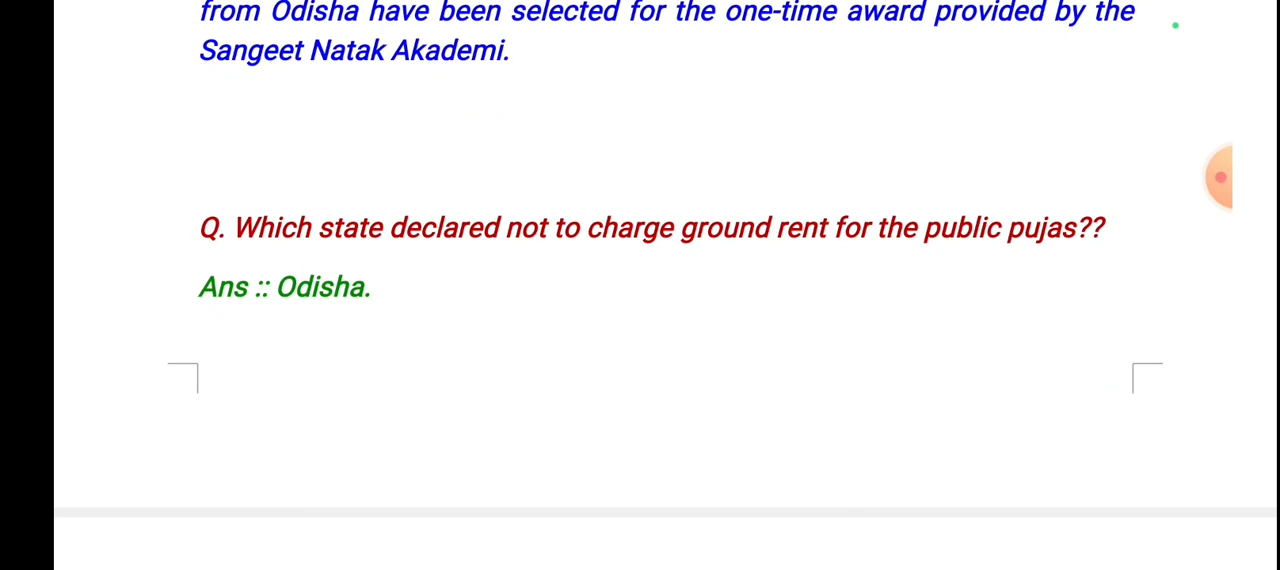 from Odisha have been selected for the one-time award provided by the
Sangeet Natak Akademi.
Q. Which state declared not to charge ground rent for the public pujas??
Ans :: Odisha.